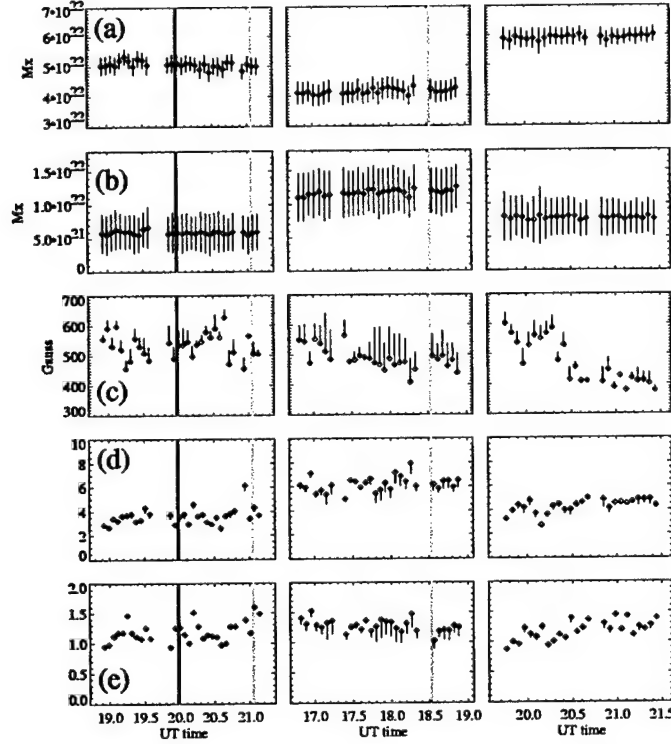 7•10²²
6•10²²
5•10²²
4•10²²
3•10²²
Mx
(a)
1.5•10²²
1.0•10²²
5.0•10²¹
0
Mx
(b)
700
600
500
400
300
Gauss
(c)
10
8
6
4
2
0
(d)
2.0
1.5
1.0
0.5
0.0
(e)
19.0 19.5 20.0 20.5 21.0
17.0 17.5 18.0 18.5 19.0
20.0 20.5 21.0 21.5
UT time UT time UT time